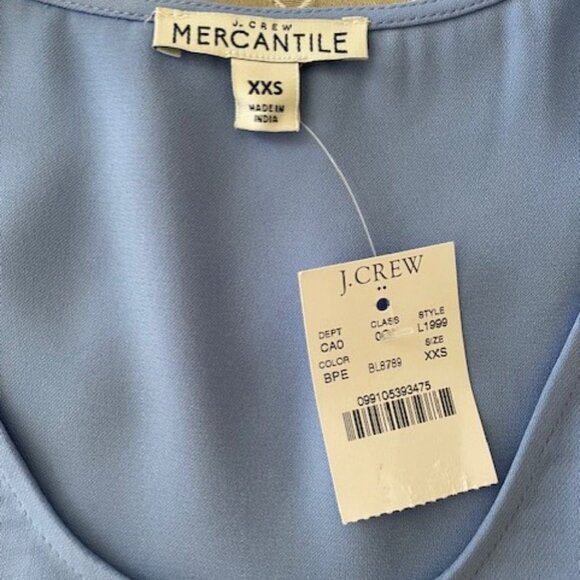 J. CREW
MERCANTILE
XXS
MADE IN
INDIA
J.CREW
DEPT CLASS STYLE
CA0 L1999
COLOR SIZE
BPE BL8789 XXS
099105393475